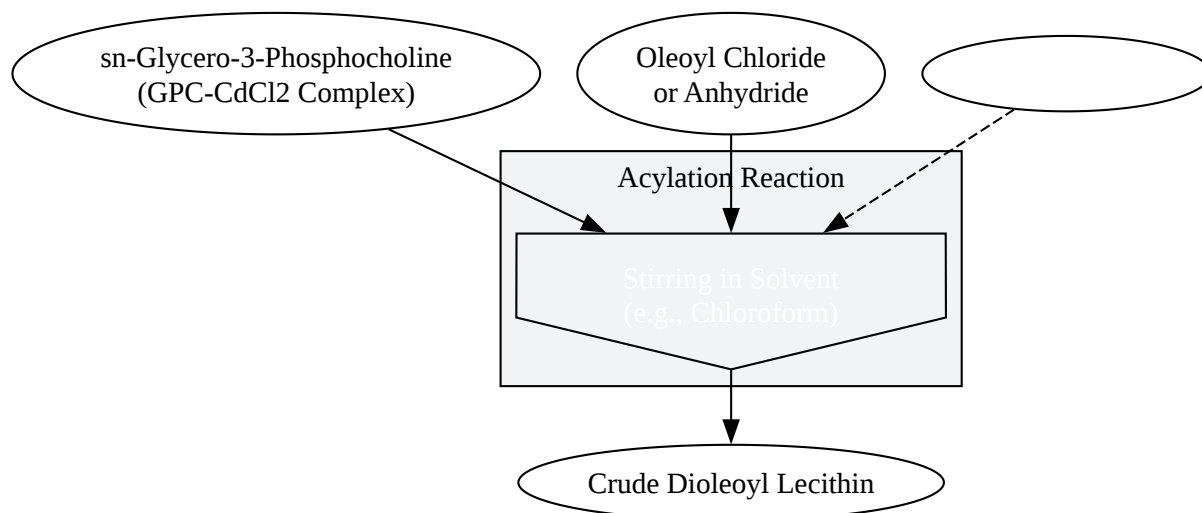 sn-Glycero-3-Phosphocholine
(GPC-CdCl2 Complex)
Oleoyl Chloride
or Anhydride
Acylation Reaction
Stirring in Solvent
(e.g., Chloroform)
Crude Dioleoyl Lecithin